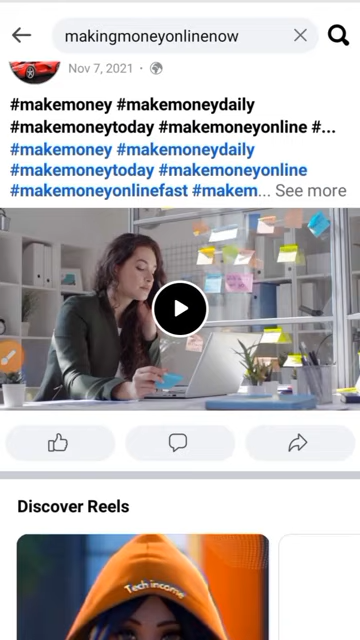 makingmoneyonlinenow
Nov 7, 2021 ·
#makemoney #makemoneydaily
#makemoneytoday #makemoneyonline #...
#makemoney #makemoneydaily
#makemoneytoday #makemoneyonline
#makemoneyonlinefast #makem... See more
Discover Reels
Tech income